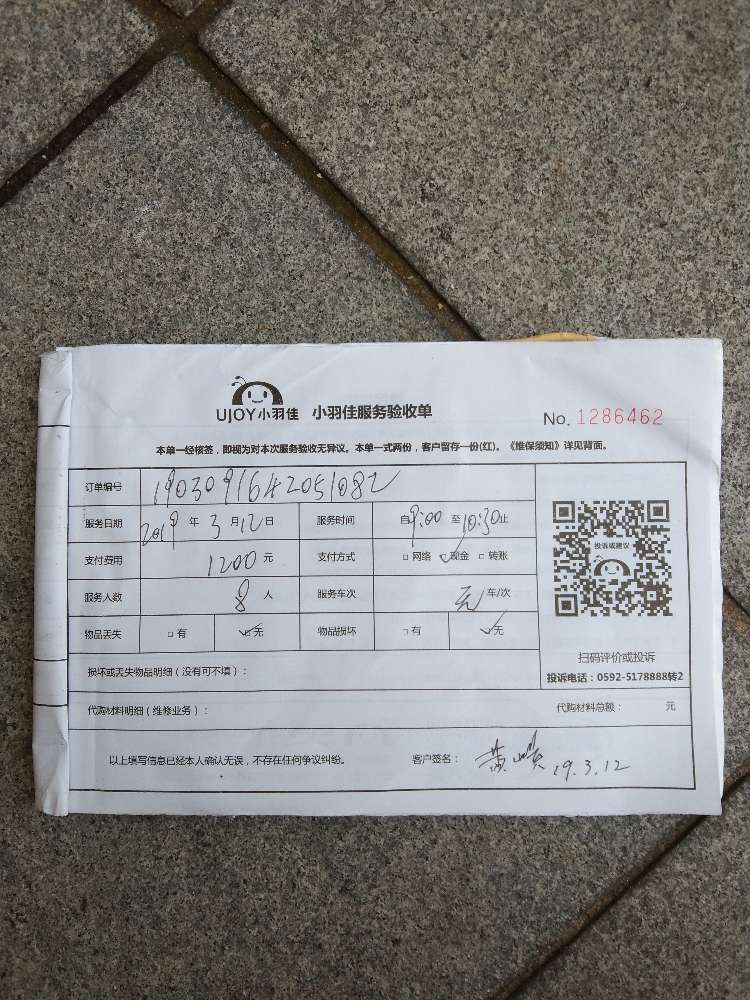 UJOY小羽佳 小羽佳服务验收单 No. 1286462
本单一经核签，即视为对本次服务验收无异议。本单一式两份，客户留存一份(红)。《维保须知》详见背面。
订单编号 1903091642051082
服务日期 2019 年 3 月 12 日 服务时间 自 9:00 至 10:30 止
支付费用 1200 元 支付方式 □ 网络 ☑ 现金 □ 转账
投诉或建议
服务人数 8 人 服务车次 车/次
物品丢失 □ 有 ☑ 无 物品损坏 □ 有 ☑ 无
扫码评价或投诉
损坏或丢失物品明细（没有可不填）：
投诉电话：0592-5178888转2
代购材料明细（维修业务）： 代购材料总额： 元
以上填写信息已经本人确认无误，不存在任何争议纠纷。 客户签名： 黄 19.3.12